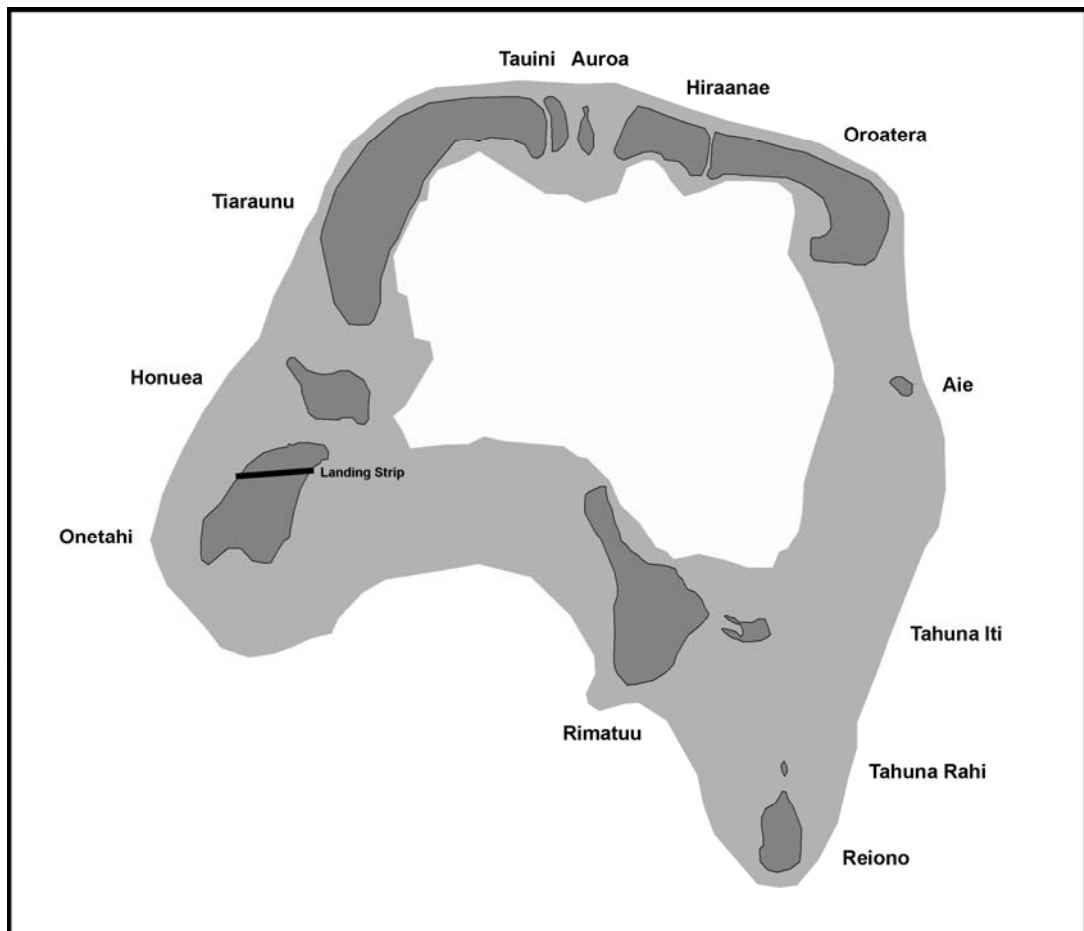 Tauini Auroa
Hiraanae
Oroatera
Tiaraunu
Honuea
Aie
Landing Strip
Onetahi
Tahuna Iti
Rimatuu
Tahuna Rahi
Reiono